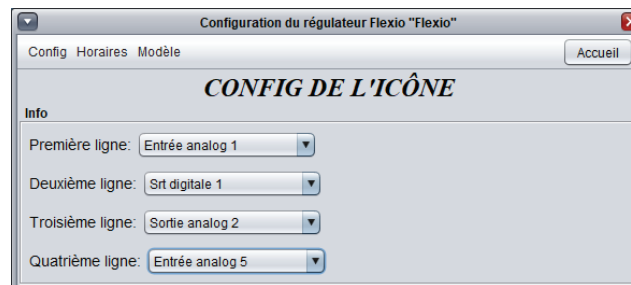 Configuration du régulateur Flexio "Flexio"
Config Horaires Modèle Accueil
CONFIG DE L'ICÔNE
Info
Première ligne: Entrée analog 1
Deuxième ligne: Srt digitale 1
Troisième ligne: Sortie analog 2
Quatrième ligne: Entrée analog 5